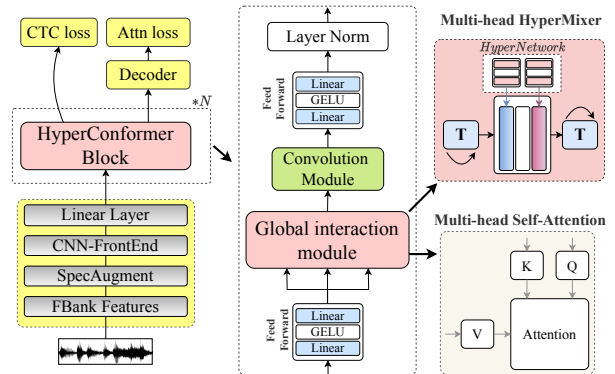 CTC loss
Attn loss
Decoder
*N
HyperConformer
Block
Linear Layer
CNN-FrontEnd
SpecAugment
FBank Features
Layer Norm
Feed
Forward
Linear
GELU
Linear
Convolution
Module
Global interaction
module
Feed
Forward
Linear
GELU
Linear
Multi-head HyperMixer
HyperNetwork
T
T
Multi-head Self-Attention
K
Q
V
Attention